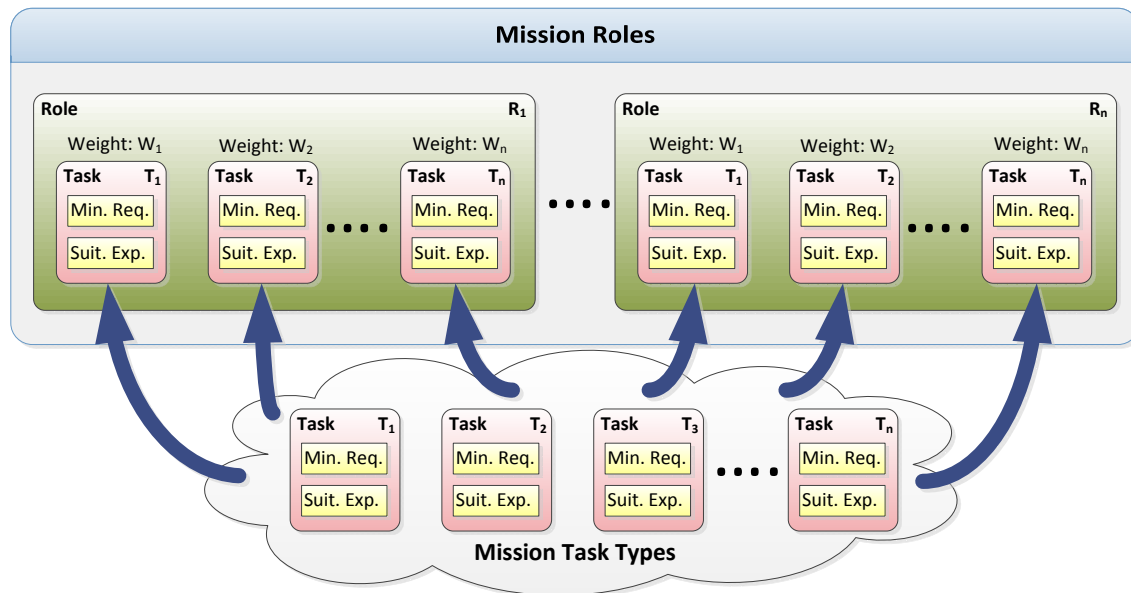 Mission Roles
Role R₁
Weight: W₁ Weight: W₂ Weight: Wₙ
Task T₁ Task T₂ Task Tₙ
Min. Req. Min. Req. Min. Req.
Suit. Exp. Suit. Exp. Suit. Exp.
Role Rₙ
Weight: W₁ Weight: W₂ Weight: Wₙ
Task T₁ Task T₂ Task Tₙ
Min. Req. Min. Req. Min. Req.
Suit. Exp. Suit. Exp. Suit. Exp.
Task T₁ Task T₂ Task T₃ Task Tₙ
Min. Req. Min. Req. Min. Req. Min. Req.
Suit. Exp. Suit. Exp. Suit. Exp. Suit. Exp.
Mission Task Types